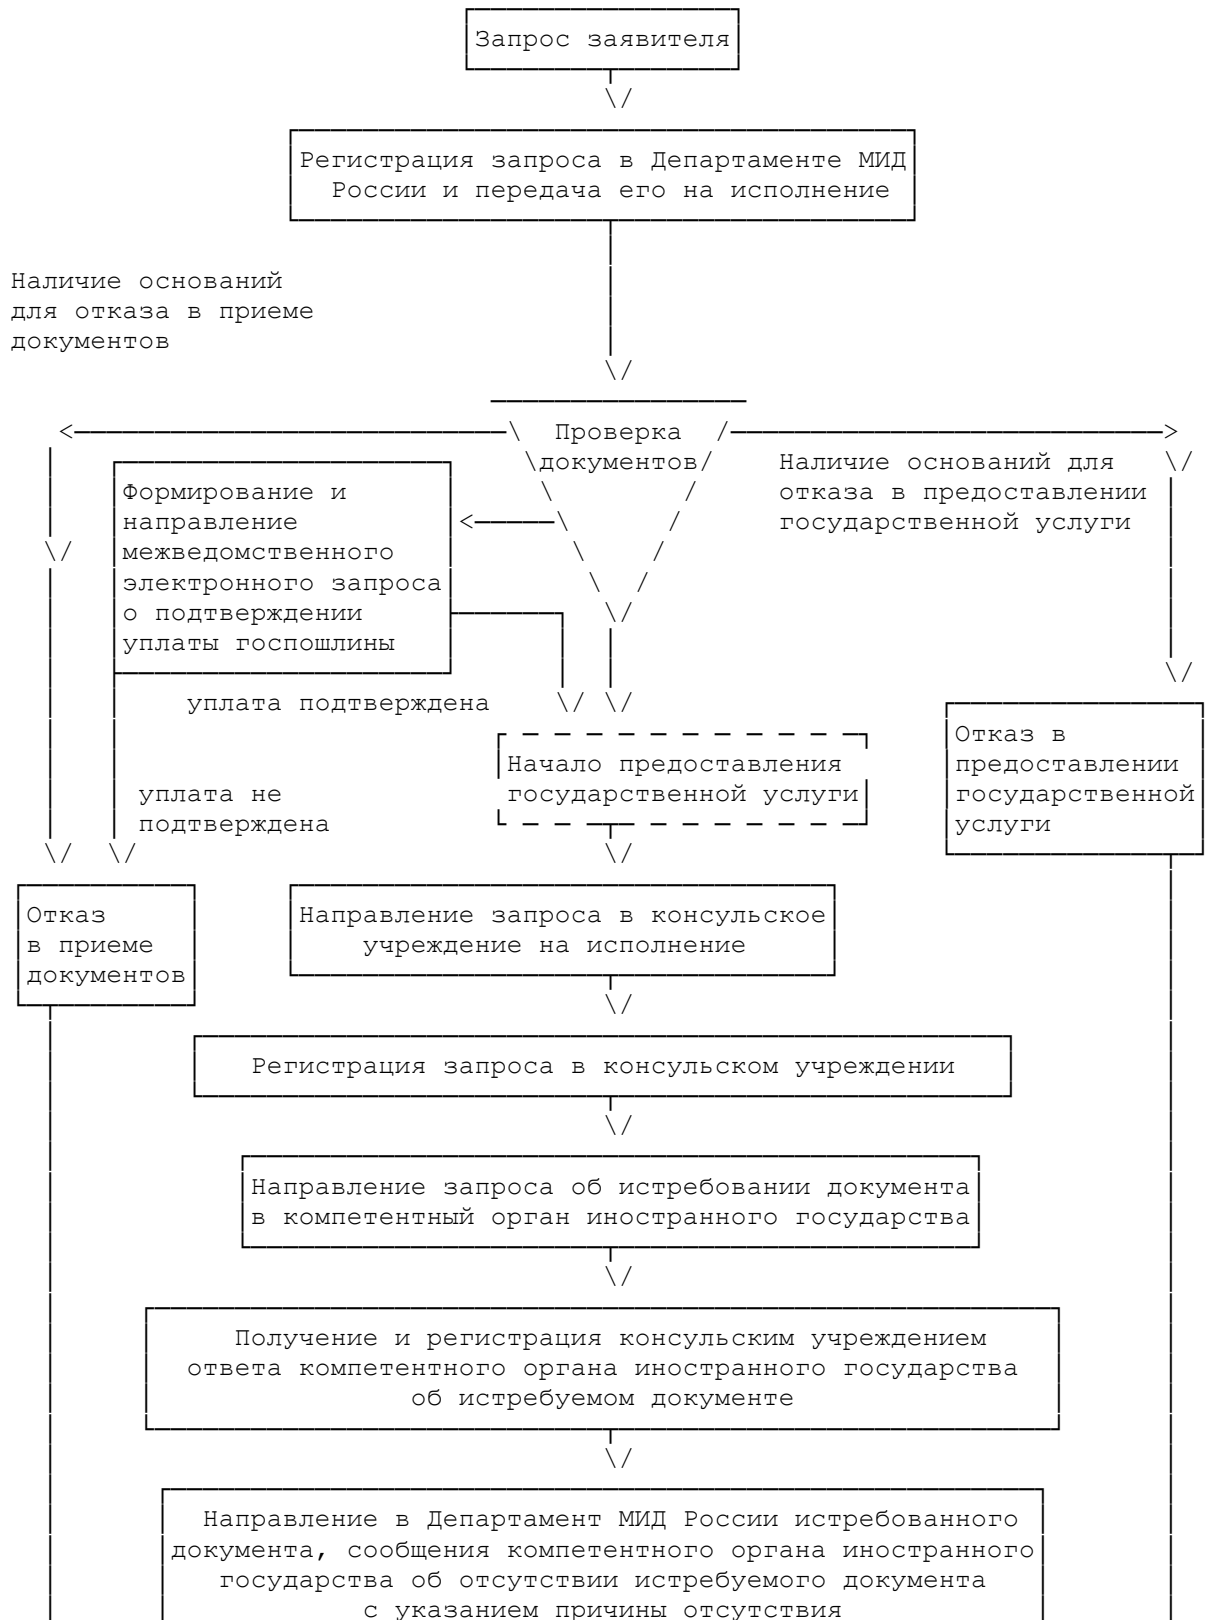 Запрос заявителя
Регистрация запроса в Департаменте МИД
России и передача его на исполнение
Наличие оснований
для отказа в приеме
документов
Проверка
документов
Наличие оснований для
отказа в предоставлении
государственной услуги
Формирование и
направление
межведомственного
электронного запроса
о подтверждении
уплаты госпошлины
уплата подтверждена
Начало предоставления
государственной услуги
Отказ в
предоставлении
государственной
услуги
уплата не
подтверждена
Отказ
в приеме
документов
Направление запроса в консульское
учреждение на исполнение
Регистрация запроса в консульском учреждении
Направление запроса об истребовании документа
в компетентный орган иностранного государства
Получение и регистрация консульским учреждением
ответа компетентного органа иностранного государства
об истребуемом документе
Направление в Департамент МИД России истребованного
документа, сообщения компетентного органа иностранного
государства об отсутствии истребуемого документа
с указанием причины отсутствия